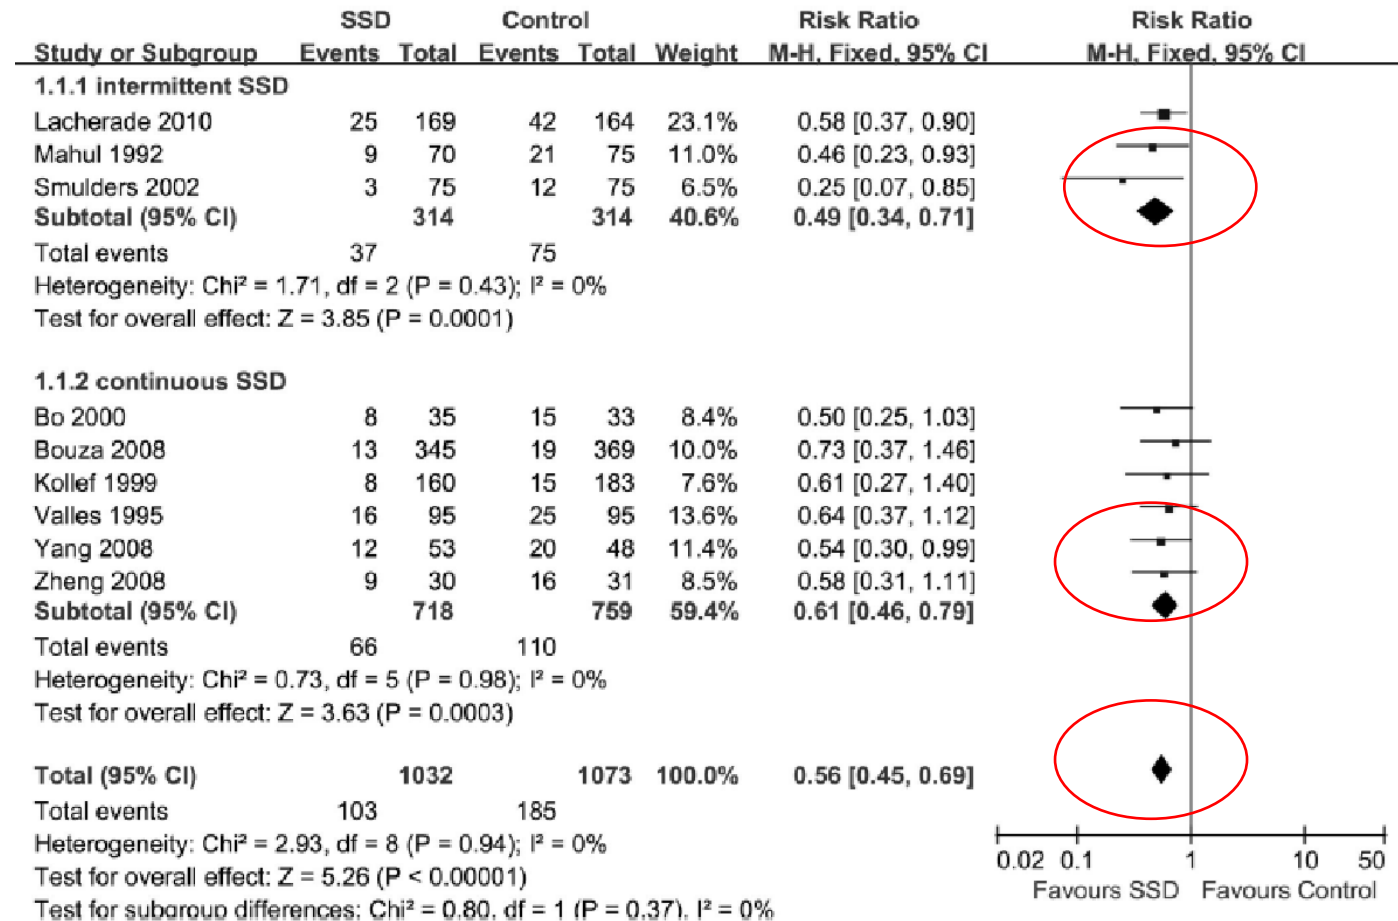 SSD Control Risk Ratio Risk Ratio
Study or Subgroup Events Total Events Total Weight M-H, Fixed, 95% CI M-H, Fixed, 95% CI
1.1.1 intermittent SSD
Lacherade 2010 25 169 42 164 23.1% 0.58 [0.37, 0.90]
Mahul 1992 9 70 21 75 11.0% 0.46 [0.23, 0.93]
Smulders 2002 3 75 12 75 6.5% 0.25 [0.07, 0.85]
Subtotal (95% CI) 314 314 40.6% 0.49 [0.34, 0.71]
Total events 37 75
Heterogeneity: Chi² = 1.71, df = 2 (P = 0.43); I² = 0%
Test for overall effect: Z = 3.85 (P = 0.0001)
1.1.2 continuous SSD
Bo 2000 8 35 15 33 8.4% 0.50 [0.25, 1.03]
Bouza 2008 13 345 19 369 10.0% 0.73 [0.37, 1.46]
Kollef 1999 8 160 15 183 7.6% 0.61 [0.27, 1.40]
Valles 1995 16 95 25 95 13.6% 0.64 [0.37, 1.12]
Yang 2008 12 53 20 48 11.4% 0.54 [0.30, 0.99]
Zheng 2008 9 30 16 31 8.5% 0.58 [0.31, 1.11]
Subtotal (95% CI) 718 759 59.4% 0.61 [0.46, 0.79]
Total events 66 110
Heterogeneity: Chi² = 0.73, df = 5 (P = 0.98); I² = 0%
Test for overall effect: Z = 3.63 (P = 0.0003)
Total (95% CI) 1032 1073 100.0% 0.56 [0.45, 0.69]
Total events 103 185
Heterogeneity: Chi² = 2.93, df = 8 (P = 0.94); I² = 0%
Test for overall effect: Z = 5.26 (P < 0.00001)
Test for subgroup differences: Chi² = 0.80, df = 1 (P = 0.37), I² = 0%
0.02 0.1 1 10 50
Favours SSD Favours Control